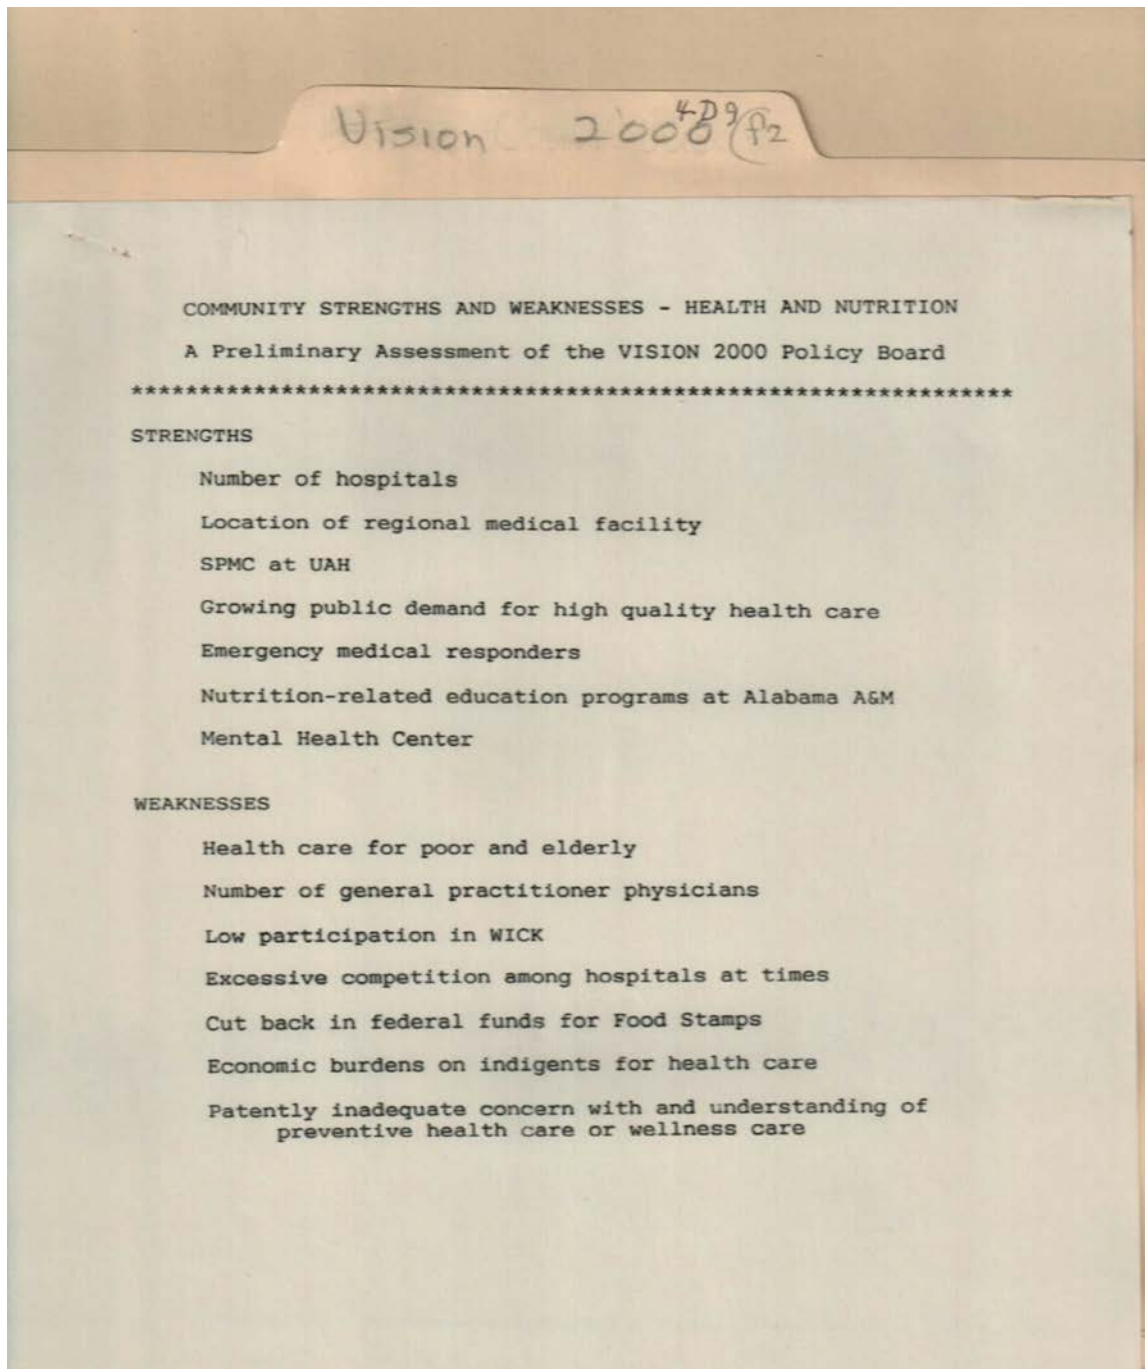 Vision 2000
4-D9
f2
COMMUNITY STRENGTHS AND WEAKNESSES - HEALTH AND NUTRITION
A Preliminary Assessment of the VISION 2000 Policy Board
*****************************************************************
STRENGTHS
Number of hospitals
Location of regional medical facility
SPMC at UAH
Growing public demand for high quality health care
Emergency medical responders
Nutrition-related education programs at Alabama A&M
Mental Health Center
WEAKNESSES
Health care for poor and elderly
Number of general practitioner physicians
Low participation in WICK
Excessive competition among hospitals at times
Cut back in federal funds for Food Stamps
Economic burdens on indigents for health care
Patently inadequate concern with and understanding of
preventive health care or wellness care